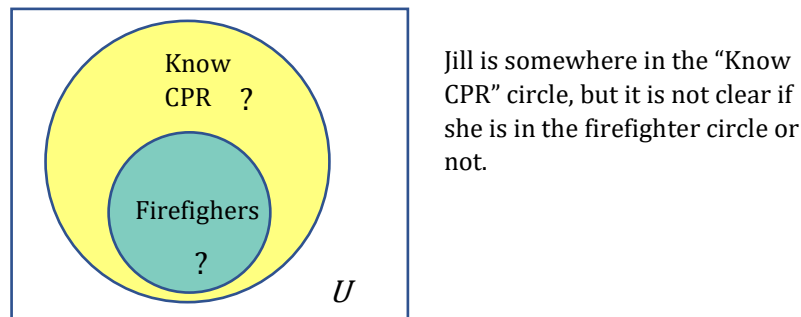 Know
CPR ?
Firefighers
?
U
Jill is somewhere in the “Know
CPR” circle, but it is not clear if
she is in the firefighter circle or
not.